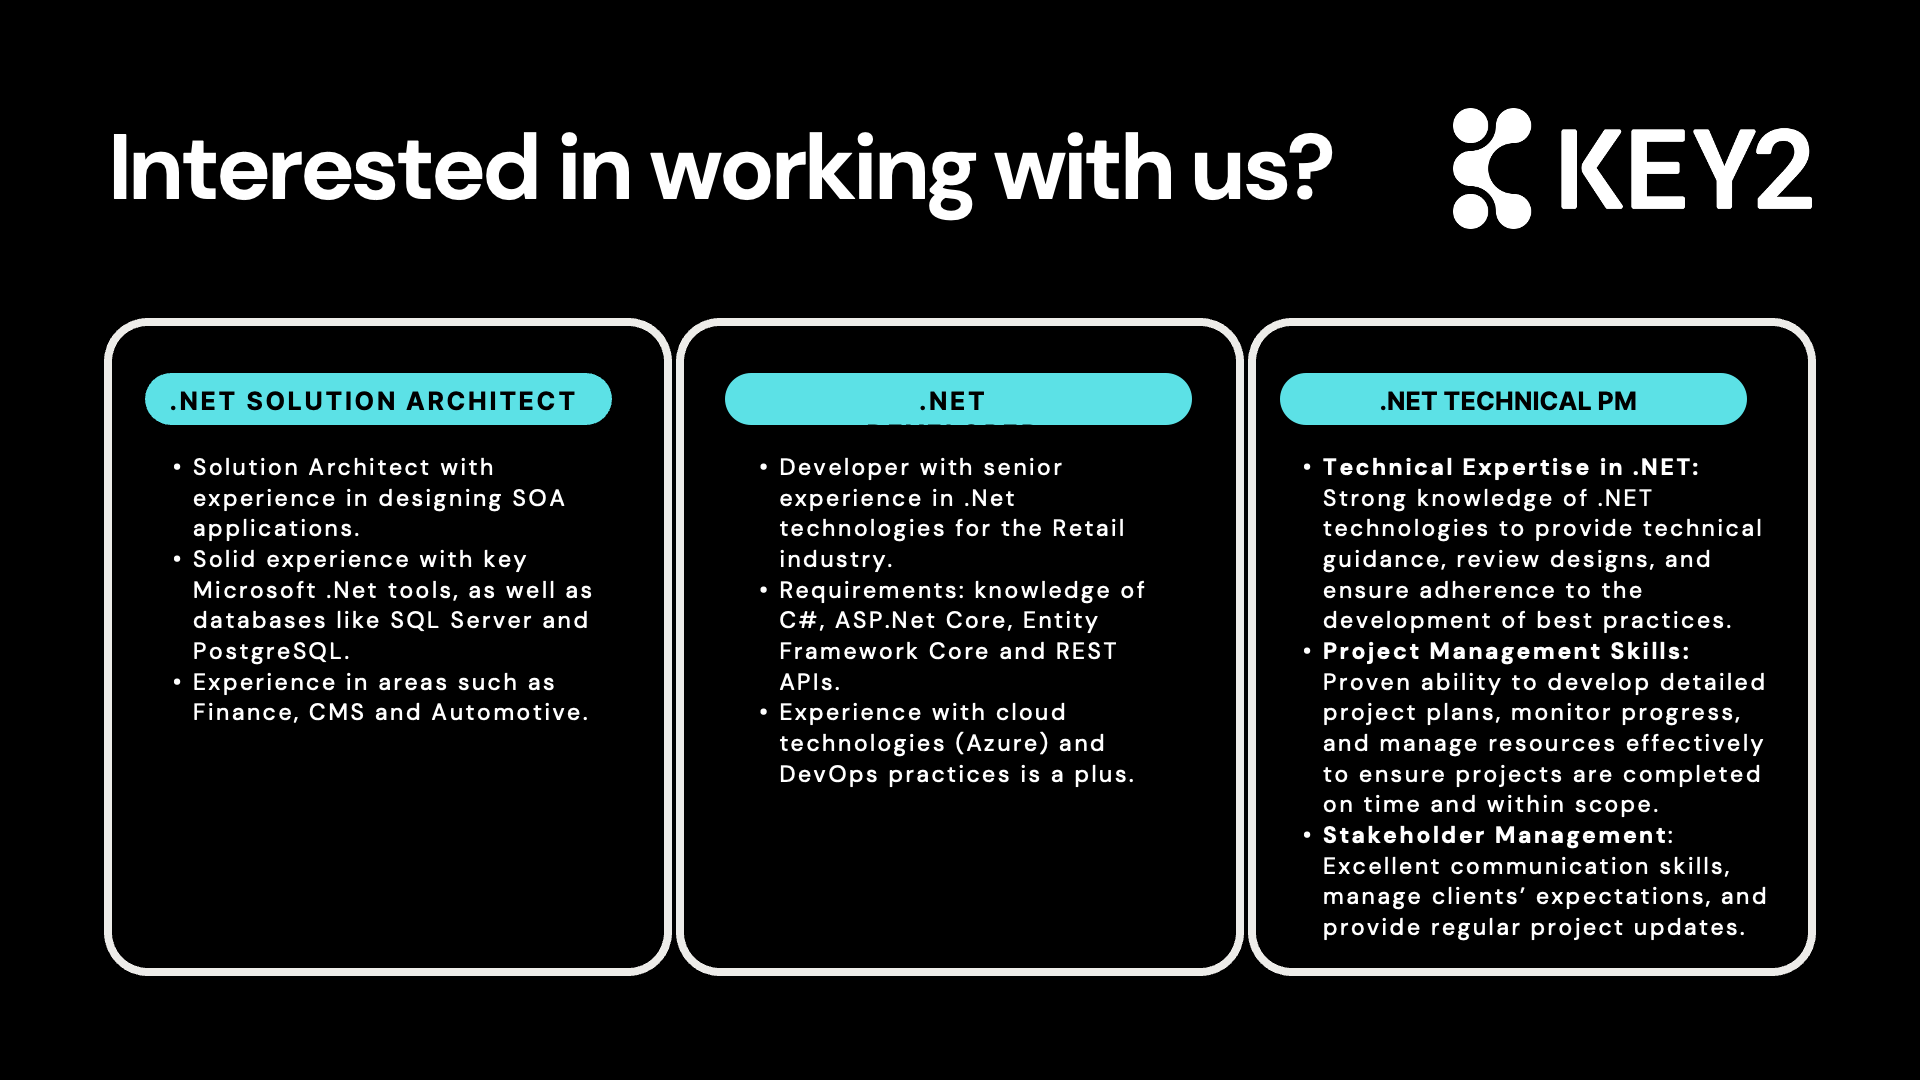 Interested in working with us?
KEY2
.NET SOLUTION ARCHITECT
• Solution Architect with
experience in designing SOA
applications.
• Solid experience with key
Microsoft .Net tools, as well as
databases like SQL Server and
PostgreSQL.
• Experience in areas such as
Finance, CMS and Automotive.
.NET
• Developer with senior
experience in .Net
technologies for the Retail
industry.
• Requirements: knowledge of
C#, ASP.Net Core, Entity
Framework Core and REST
APIs.
• Experience with cloud
technologies (Azure) and
DevOps practices is a plus.
.NET TECHNICAL PM
• Technical Expertise in .NET:
Strong knowledge of .NET
technologies to provide technical
guidance, review designs, and
ensure adherence to the
development of best practices.
• Project Management Skills:
Proven ability to develop detailed
project plans, monitor progress,
and manage resources effectively
to ensure projects are completed
on time and within scope.
• Stakeholder Management:
Excellent communication skills,
manage clients’ expectations, and
provide regular project updates.